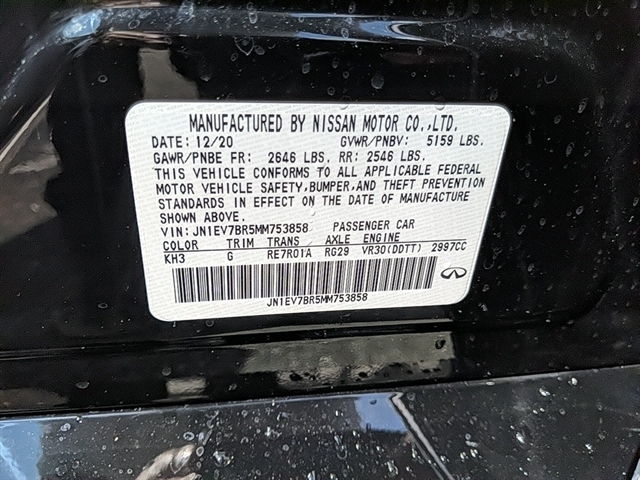 MANUFACTURED BY NISSAN MOTOR CO.,LTD.
DATE: 12/20 GVWR/PNBV: 5159 LBS.
GAWR/PNBE FR: 2646 LBS. RR: 2546 LBS.
THIS VEHICLE CONFORMS TO ALL APPLICABLE FEDERAL
MOTOR VEHICLE SAFETY,BUMPER,AND THEFT PREVENTION
STANDARDS IN EFFECT ON THE DATE OF MANUFACTURE
SHOWN ABOVE.
VIN: JN1EV7BR5MM753858 PASSENGER CAR
COLOR TRIM TRANS AXLE ENGINE
KH3 G RE7R01A RG29 VR30(DDTT) 2997CC
JN1EV7BR5MM753858